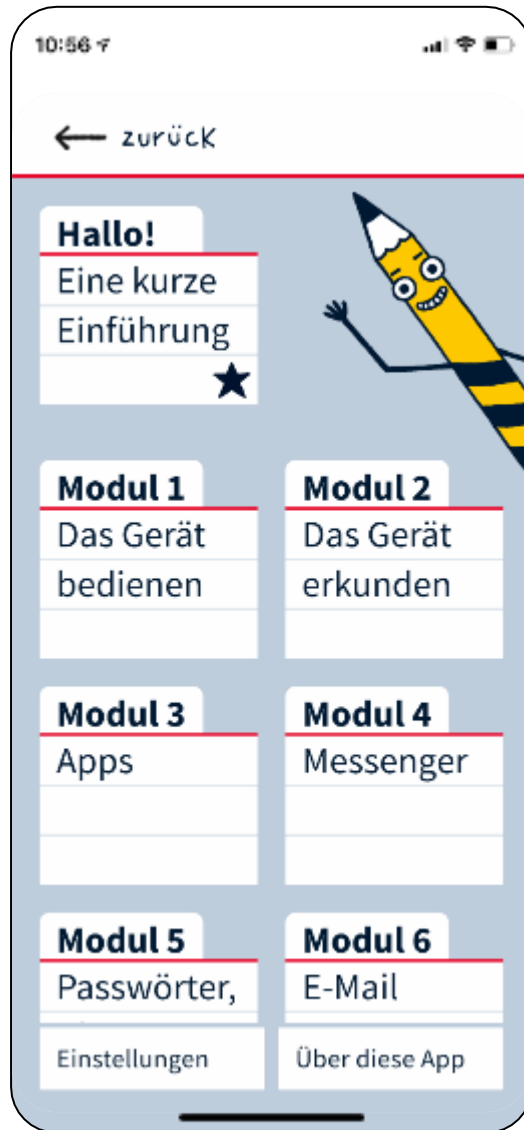 10:56
zurück
Hallo!
Eine kurze
Einführung
Modul 1
Das Gerät
bedienen
Modul 2
Das Gerät
erkunden
Modul 3
Apps
Modul 4
Messenger
Modul 5
Passwörter,
Modul 6
E-Mail
Einstellungen
Über diese App